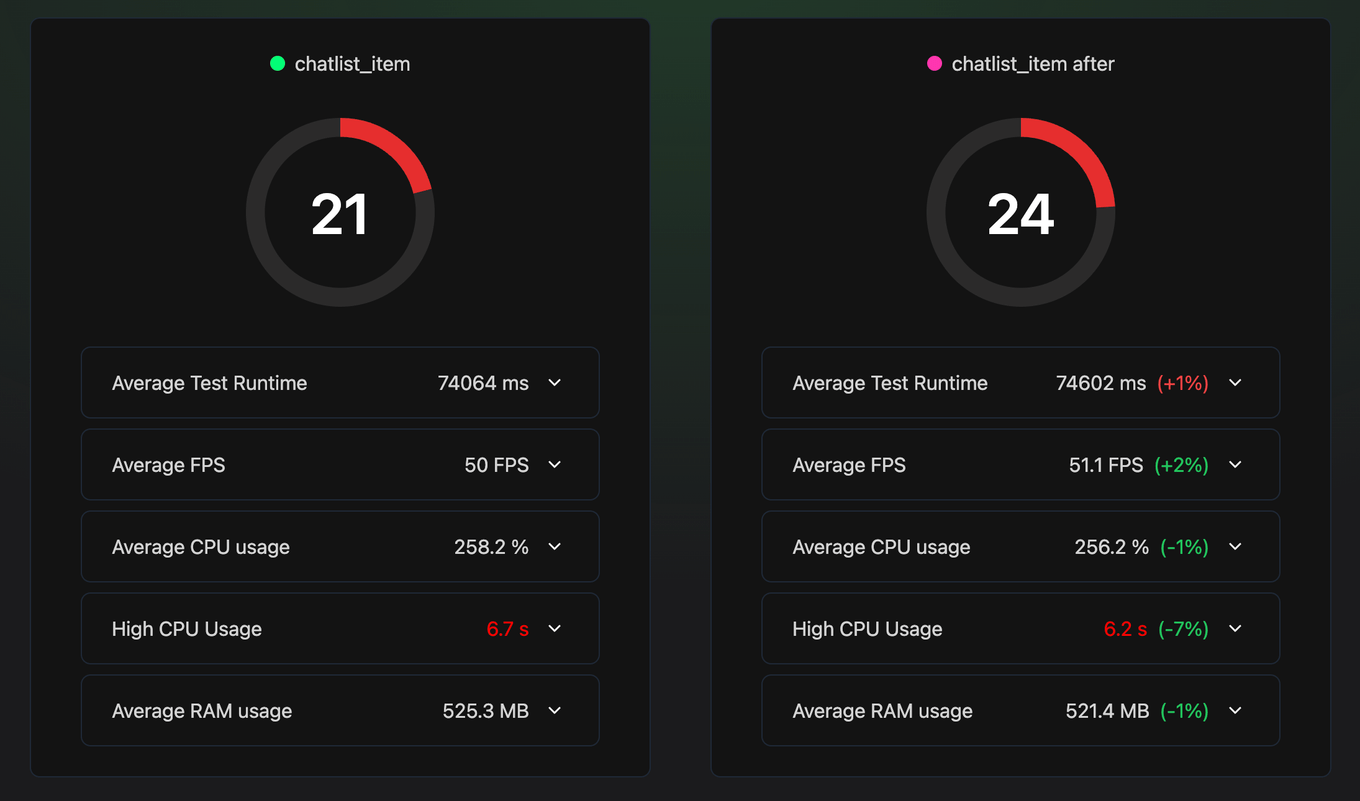 chatlist_item
21
Average Test Runtime 74064 ms
Average FPS 50 FPS
Average CPU usage 258.2 %
High CPU Usage 6.7 s
Average RAM usage 525.3 MB
chatlist_item after
24
Average Test Runtime 74602 ms (+1%)
Average FPS 51.1 FPS (+2%)
Average CPU usage 256.2 % (-1%)
High CPU Usage 6.2 s (-7%)
Average RAM usage 521.4 MB (-1%)